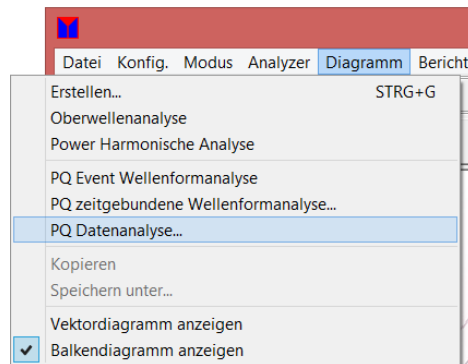 Datei Konfig. Modus Analyzer Diagramm Bericht
Erstellen... STRG+G
Oberwellenanalyse
Power Harmonische Analyse
PQ Event Wellenformanalyse
PQ zeitgebundene Wellenformanalyse...
PQ Datenanalyse...
Kopieren
Speichern unter...
Vektordiagramm anzeigen
Balkendiagramm anzeigen